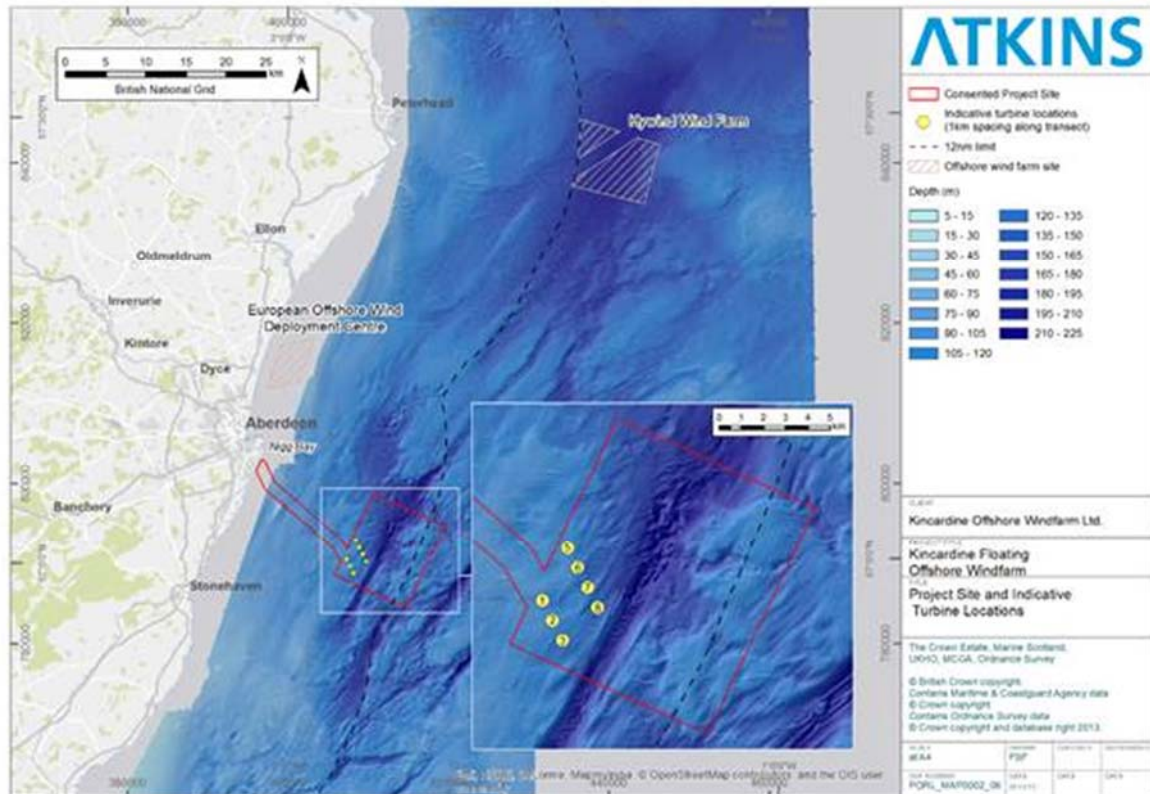 0 5 10 15 20 25
km
N
British National Grid
Peterhead
Hywind Wind Farm
Ellon
Oldmeldrum
Inverurie
European Offshore Wind
Deployment Centre
Kintore
Dyce
Aberdeen
Nigg Bay
Banchory
Stonehaven
0 1 2 3 4 5
km
5
6
7
8
1
2
3
ATKINS
Consented Project Site
Indicative turbine locations
(1km spacing along transect)
12nm limit
Offshore wind farm site
Depth (m)
5 - 15
15 - 30
30 - 45
45 - 60
60 - 75
75 - 90
90 - 105
105 - 120
120 - 135
135 - 150
150 - 165
165 - 180
180 - 195
195 - 210
210 - 225
Kincardine Offshore Windfarm Ltd.
Kincardine Floating
Offshore Windfarm
Project Site and Indicative
Turbine Locations
The Crown Estate, Marine Scotland,
UKHO, MCGA, Ordnance Survey
© British Crown copyright.
Contains Maritime & Coastguard Agency data
© Crown copyright
Contains Ordnance Survey data
© Crown copyright and database right 2013
© OpenStreetMap contributors, and the GIS user